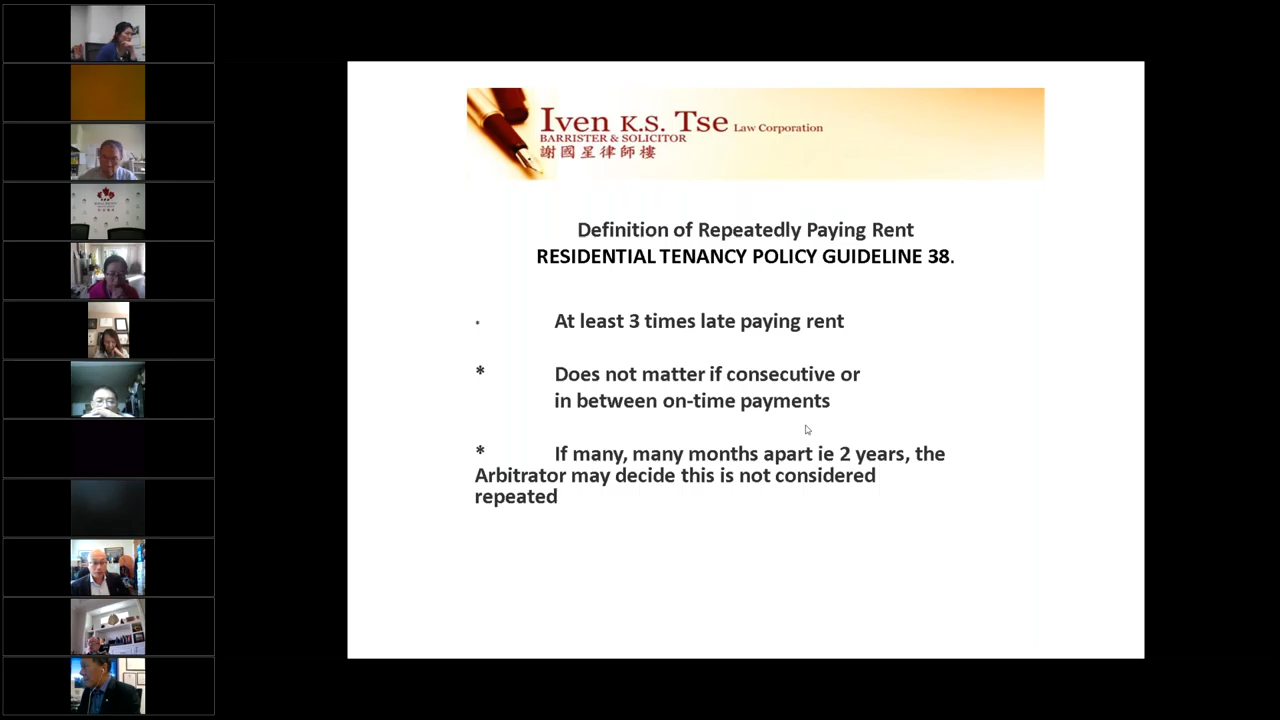 Iven K.S. Tse Law Corporation
BARRISTER & SOLICITOR
謝國星律師樓
Definition of Repeatedly Paying Rent
RESIDENTIAL TENANCY POLICY GUIDELINE 38.
* At least 3 times late paying rent
* Does not matter if consecutive or
in between on-time payments
* If many, many months apart ie 2 years, the
Arbitrator may decide this is not considered
repeated